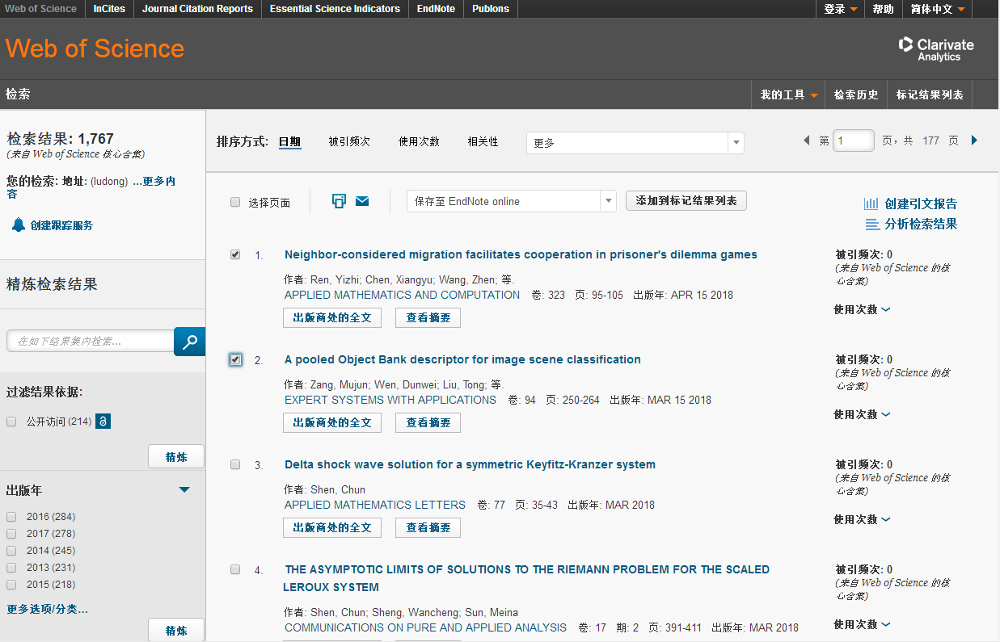 Web of Science InCites Journal Citation Reports Essential Science Indicators EndNote Publons 登录 帮助 简体中文
Web of Science
Clarivate
Analytics
检索 我的工具 检索历史 标记结果列表
检索结果: 1,767
(来自 Web of Science 核心合集)
您的检索: 地址: (ludong) ...更多内
容
创建跟踪服务
精炼检索结果
在如下结果集内检索...
过滤结果依据:
公开访问 (214)
精炼
出版年
2016 (284)
2017 (278)
2014 (245)
2013 (231)
2015 (218)
更多选项/分类...
精炼
排序方式: 日期 被引频次 使用次数 相关性 更多
第 1 页，共 177 页
选择页面 保存至 EndNote online 添加到标记结果列表
创建引文报告
分析检索结果
1. Neighbor-considered migration facilitates cooperation in prisoner's dilemma games
作者: Ren, Yizhi; Chen, Xiangyu; Wang, Zhen; 等.
APPLIED MATHEMATICS AND COMPUTATION 卷: 323 页: 95-105 出版年: APR 15 2018
出版商处的全文 查看摘要
被引频次: 0
(来自 Web of Science 的核
心合集)
使用次数
2. A pooled Object Bank descriptor for image scene classification
作者: Zang, Mujun; Wen, Dunwei; Liu, Tong; 等.
EXPERT SYSTEMS WITH APPLICATIONS 卷: 94 页: 250-264 出版年: MAR 15 2018
出版商处的全文 查看摘要
被引频次: 0
(来自 Web of Science 的核
心合集)
使用次数
3. Delta shock wave solution for a symmetric Keyfitz-Kranzer system
作者: Shen, Chun
APPLIED MATHEMATICS LETTERS 卷: 77 页: 35-43 出版年: MAR 2018
出版商处的全文 查看摘要
被引频次: 0
(来自 Web of Science 的核
心合集)
使用次数
4. THE ASYMPTOTIC LIMITS OF SOLUTIONS TO THE RIEMANN PROBLEM FOR THE SCALED
LEROUX SYSTEM
作者: Shen, Chun; Sheng, Wancheng; Sun, Meina
COMMUNICATIONS ON PURE AND APPLIED ANALYSIS 卷: 17 期: 2 页: 391-411 出版年: MAR 2018
被引频次: 0
(来自 Web of Science 的核
心合集)
使用次数